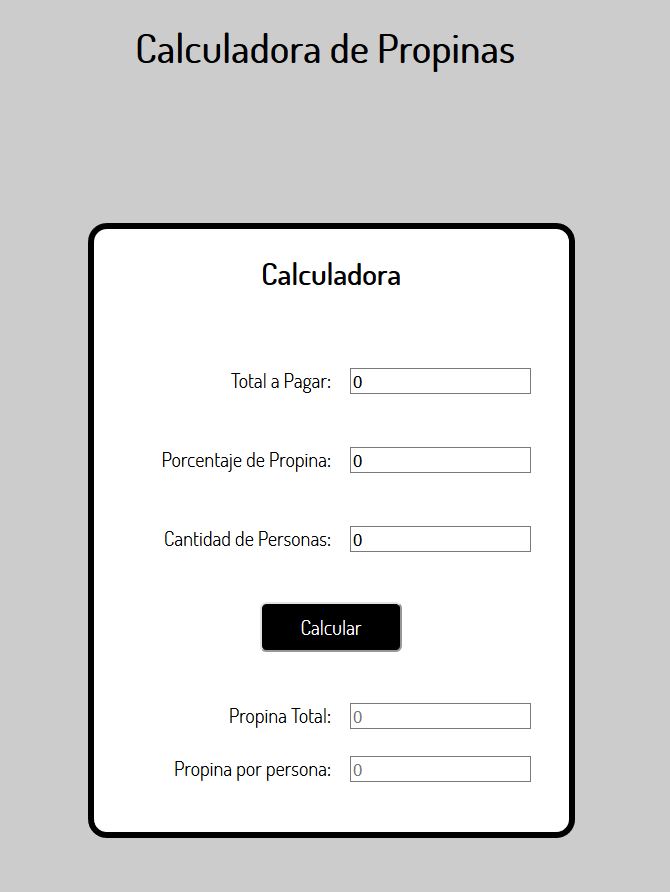 Calculadora de Propinas
Calculadora
Total a Pagar: 0
Porcentaje de Propina: 0
Cantidad de Personas: 0
Calcular
Propina Total: 0
Propina por persona: 0